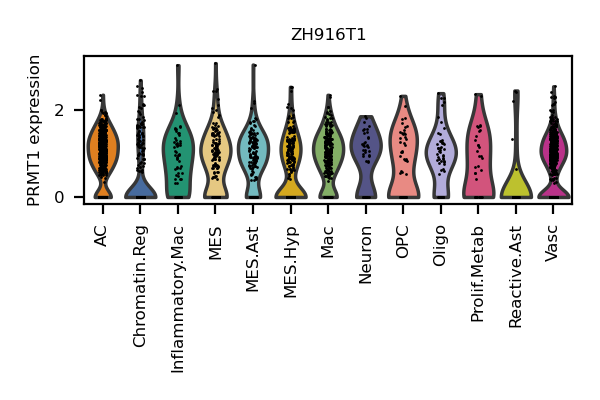 ZH916T1
PRMT1 expression
2
0
AC
Chromatin.Reg
Inflammatory.Mac
MES
MES.Ast
MES.Hyp
Mac
Neuron
OPC
Oligo
Prolif.Metab
Reactive.Ast
Vasc